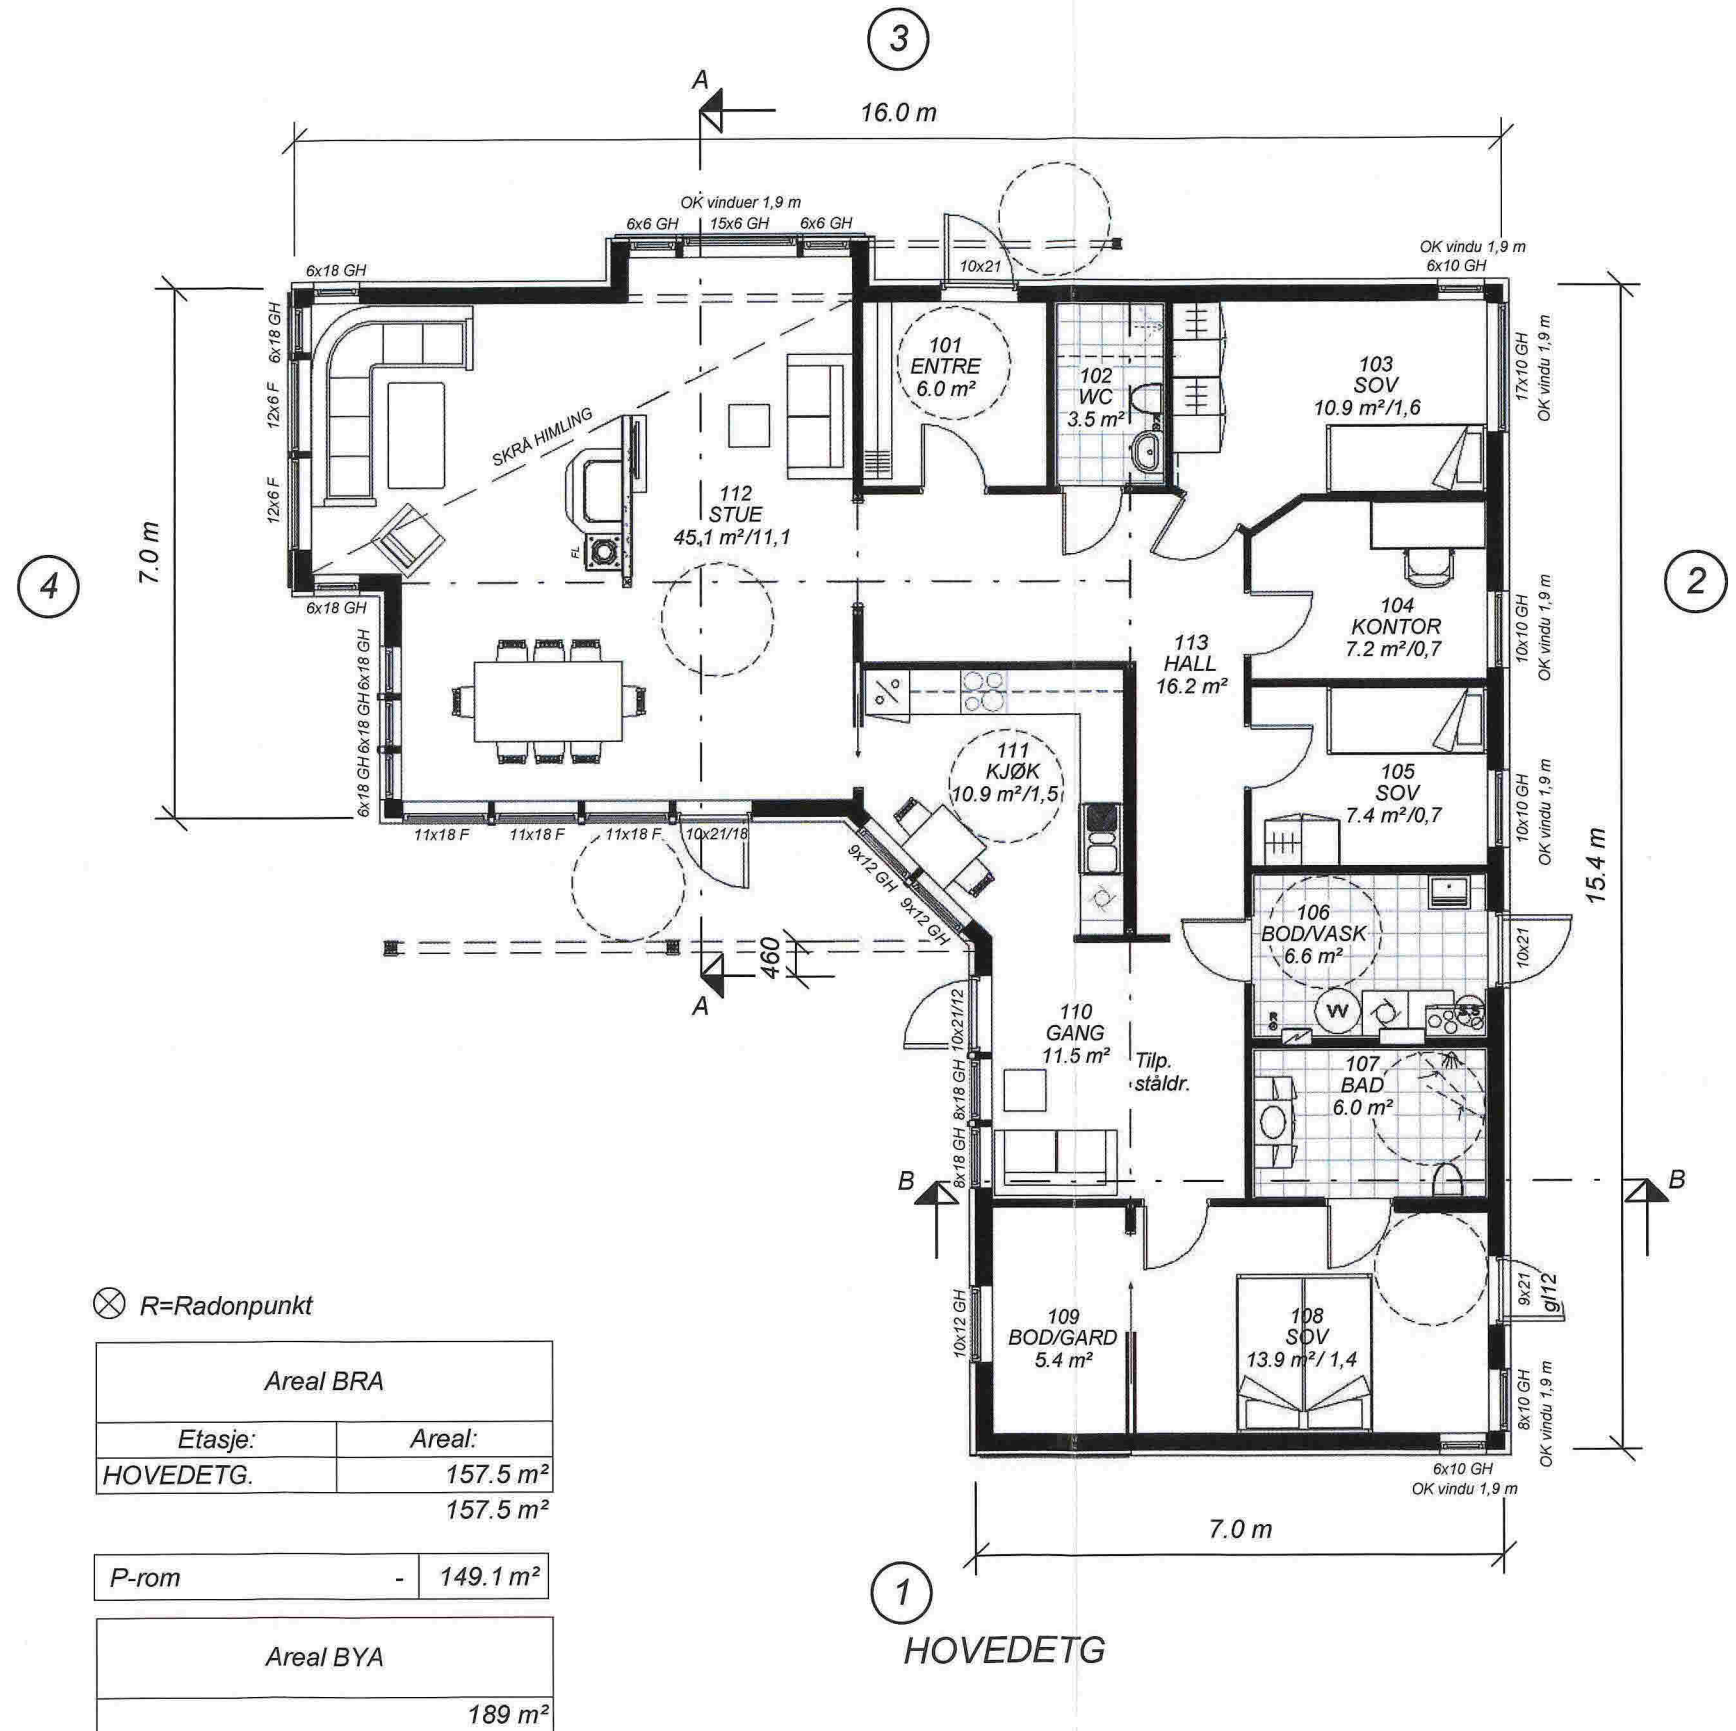 3
A
16.0 m
OK vinduer 1,9 m
6x6 GH 15x6 GH 6x6 GH
10x21
OK vindu 1,9 m
6x10 GH
6x18 GH
6x18 GH
12x6 F
12x6 F
7.0 m
4
SKRÅ HIMLING
112
STUE
45.1 m²/11,1
FL
101
ENTRE
6.0 m²
102
WC
3.5 m²
103
SOV
10.9 m²/1,6
17x10 GH
OK vindu 1,9 m
2
6x18 GH
104
KONTOR
7.2 m²/0,7
10x10 GH
OK vindu 1,9 m
113
HALL
16.2 m²
6x18 GH 6x18 GH 6x18 GH
111
KJØK
10.9 m²/1,5
105
SOV
7.4 m²/0,7
10x10 GH
OK vindu 1,9 m
11x18 F 11x18 F 11x18 F 10x21/18
9x12 GH
9x12 GH
15.4 m
460
A
106
BOD/VASK
6.6 m²
VV
S.S
10x21
10x21/12
8x18 GH
8x18 GH
110
GANG
11.5 m²
Tilp.
ståldr.
107
BAD
6.0 m²
B
B
R=Radonpunkt
9x21
gl12
10x12 GH
109
BOD/GARD
5.4 m²
108
SOV
13.9 m²/ 1,4
8x10 GH
OK vindu 1,9 m
6x10 GH
OK vindu 1,9 m
Areal BRA
Etasje: Areal:
HOVEDETG. 157.5 m²
157.5 m²
7.0 m
P-rom - 149.1 m²
1
HOVEDETG
Areal BYA
189 m²